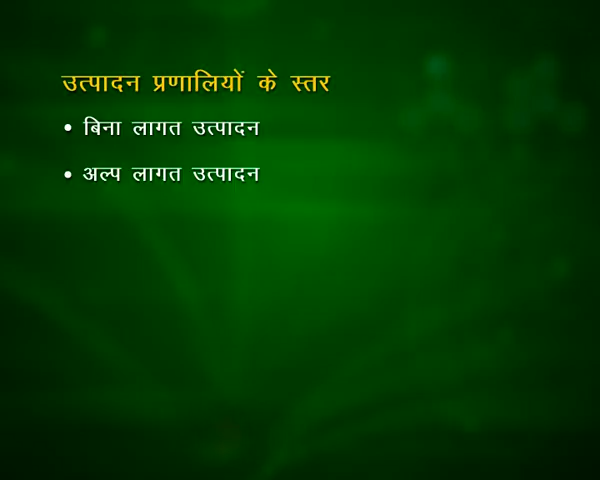 उत्पादन प्रणालियों के स्तर
• बिना लागत उत्पादन
• अल्प लागत उत्पादन